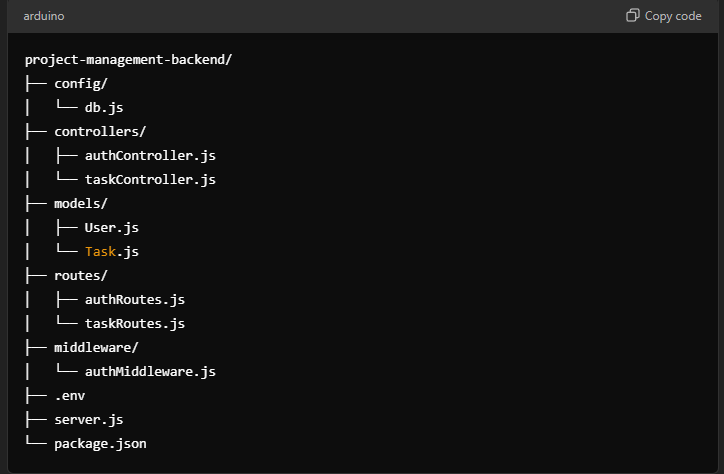 arduino
Copy code
project-management-backend/
├── config/
│   └── db.js
├── controllers/
│   ├── authController.js
│   └── taskController.js
├── models/
│   ├── User.js
│   └── Task.js
├── routes/
│   ├── authRoutes.js
│   └── taskRoutes.js
├── middleware/
│   └── authMiddleware.js
├── .env
├── server.js
└── package.json